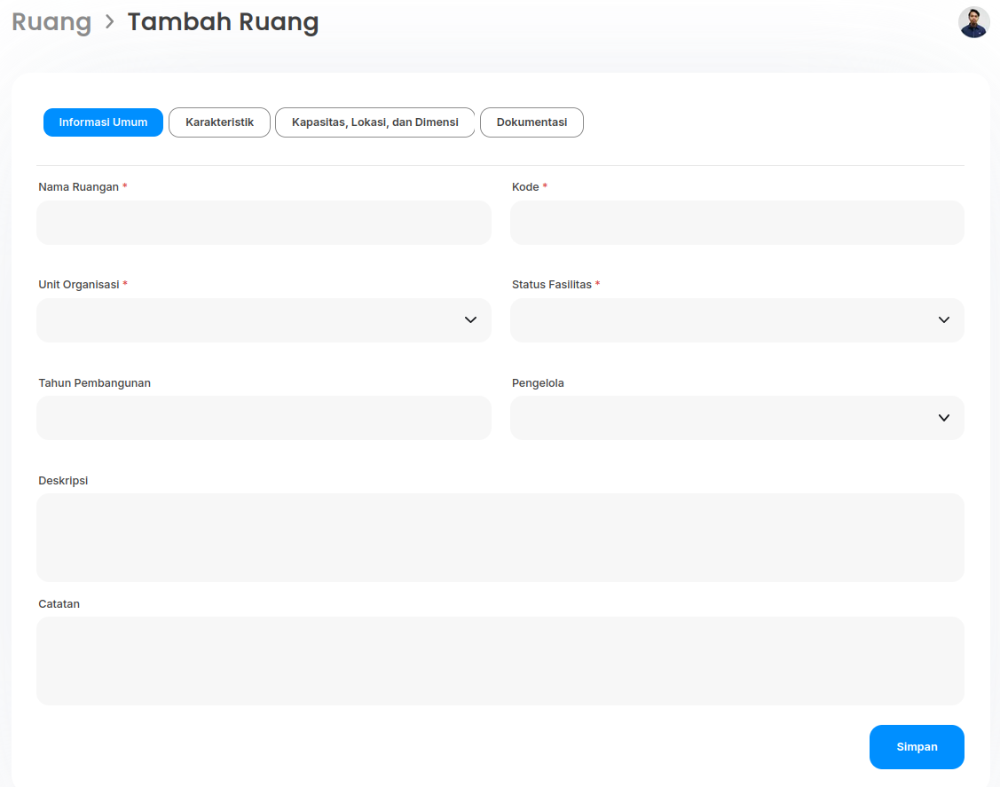 Ruang > Tambah Ruang
Informasi Umum Karakteristik Kapasitas, Lokasi, dan Dimensi Dokumentasi
Nama Ruangan * Kode *
Unit Organisasi * Status Fasilitas *
Tahun Pembangunan Pengelola
Deskripsi
Catatan
Simpan